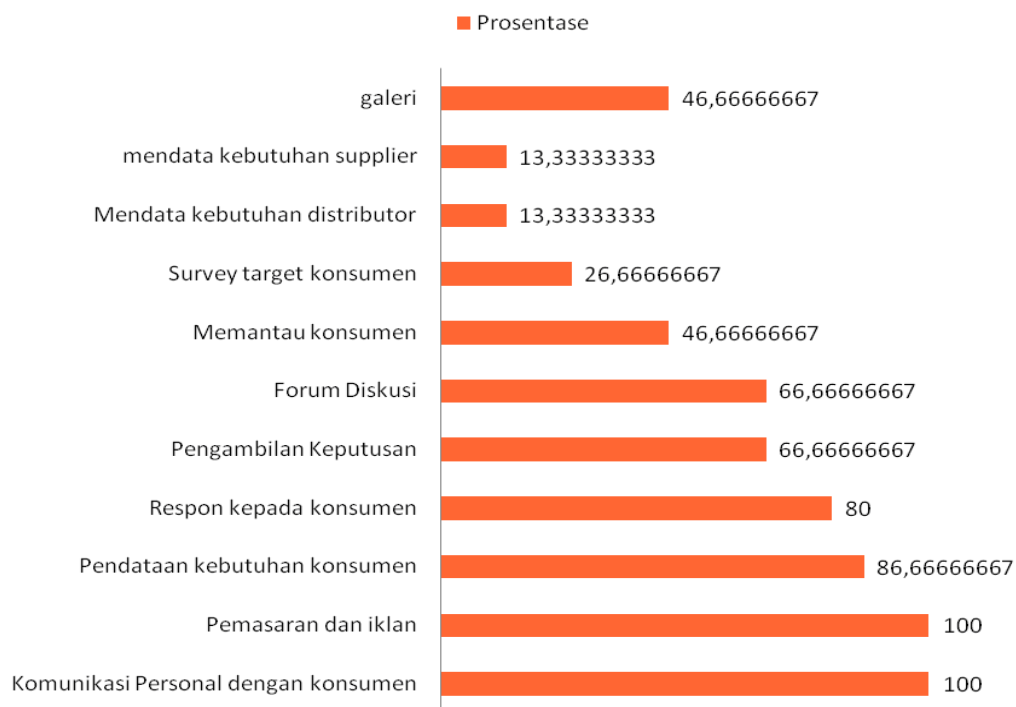 Prosentase
galeri 46,66666667
mendata kebutuhan supplier 13,33333333
Mendata kebutuhan distributor 13,33333333
Survey target konsumen 26,66666667
Memantau konsumen 46,66666667
Forum Diskusi 66,66666667
Pengambilan Keputusan 66,66666667
Respon kepada konsumen 80
Pendataan kebutuhan konsumen 86,66666667
Pemasaran dan iklan 100
Komunikasi Personal dengan konsumen 100